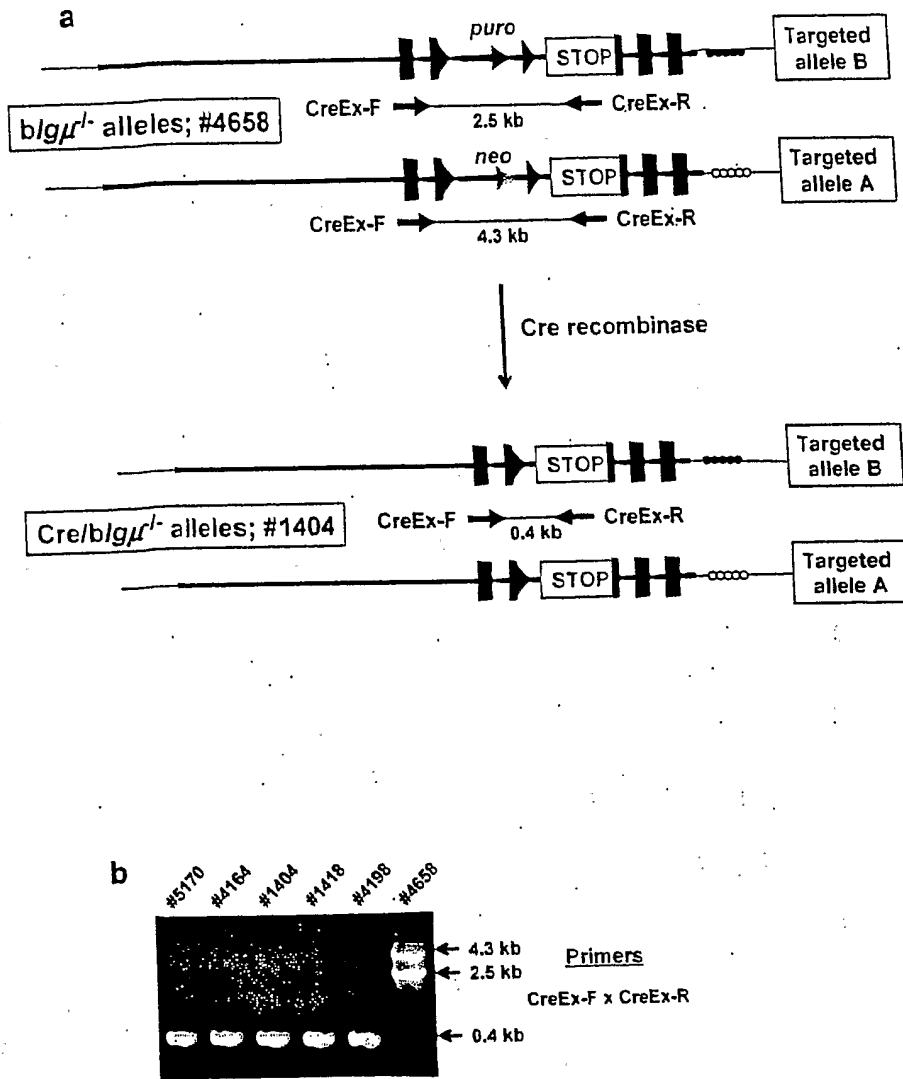 a
puro
STOP
Targeted
allele B
CreEx-F
CreEx-R
2.5 kb
bIgμ-/- alleles; #4658
neo
STOP
Targeted
allele A
CreEx-F
CreEx-R
4.3 kb
Cre recombinase
STOP
Targeted
allele B
Cre/bIgμ-/- alleles; #1404
CreEx-F
CreEx-R
0.4 kb
STOP
Targeted
allele A
b
#5170
#4164
#1404
#1418
#4198
#4658
4.3 kb
2.5 kb
Primers
CreEx-F x CreEx-R
0.4 kb